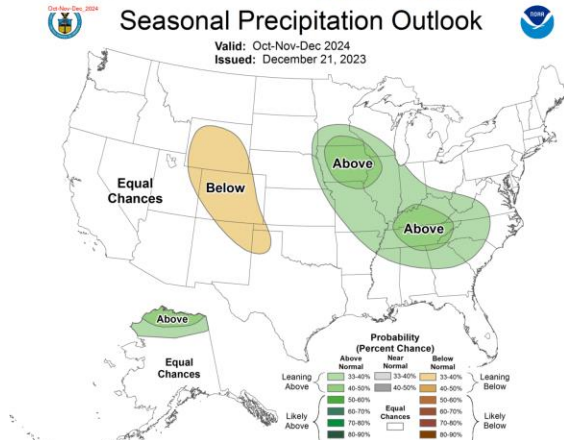 Oct-Nov-Dec_2024
Seasonal Precipitation Outlook
NOAA
Valid: Oct-Nov-Dec 2024
Issued: December 21, 2023
Equal
Chances
Below
Above
Above
Above
Equal
Chances
Probability
(Percent Chance)
Above
Normal
Near
Normal
Below
Normal
Leaning
Above
33-40%
33-40%
33-40%
Leaning
Below
40-50%
40-50%
40-50%
50-60%
50-60%
Likely
Above
60-70%
Equal
Chances
60-70%
Likely
Below
70-80%
70-80%
80-90%
80-90%